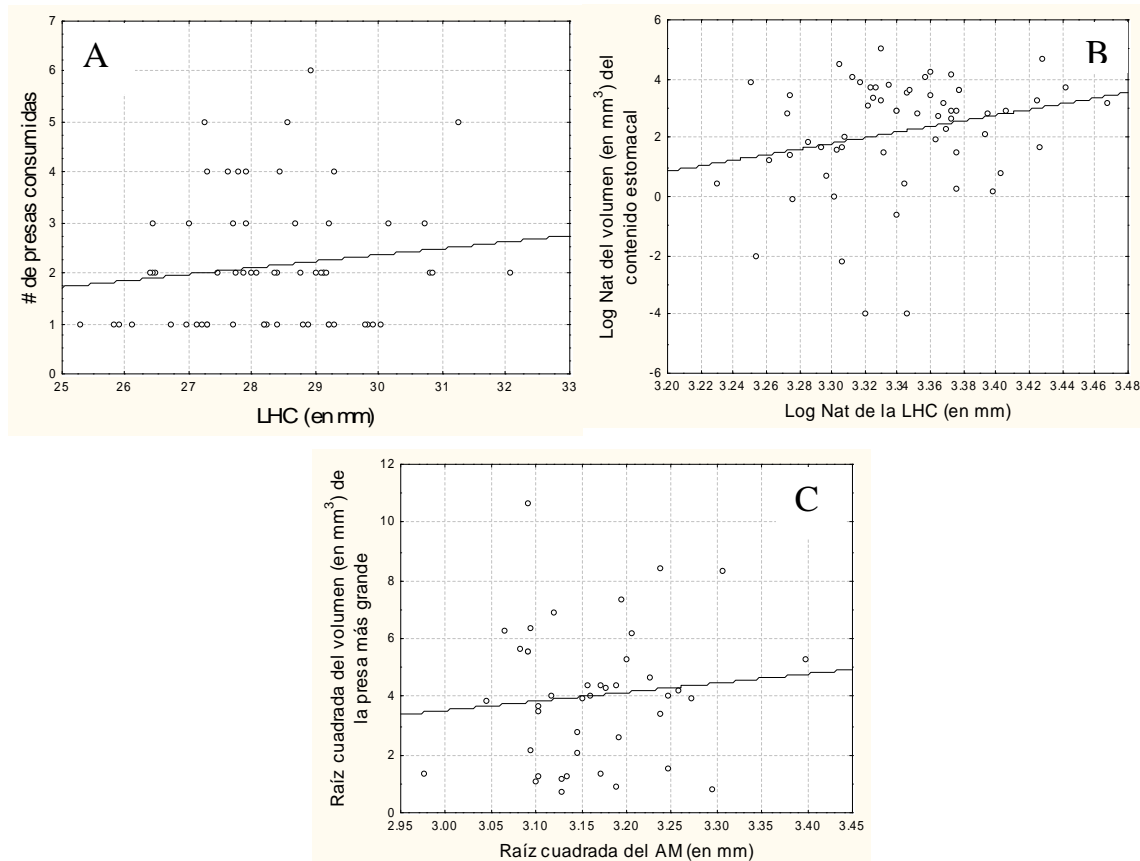 A
# de presas consumidas
7
6
5
4
3
2
1
0
25 26 27 28 29 30 31 32 33
LHC (en mm)
B
Log Nat del volumen (en mm³) del
contenido estomacal
6
4
2
0
-2
-4
-6
3.20 3.22 3.24 3.26 3.28 3.30 3.32 3.34 3.36 3.38 3.40 3.42 3.44 3.46 3.48
Log Nat de la LHC (en mm)
C
Raíz cuadrada del volumen (en mm³) de
la presa más grande
12
10
8
6
4
2
0
2.95 3.00 3.05 3.10 3.15 3.20 3.25 3.30 3.35 3.40 3.45
Raíz cuadrada del AM (en mm)